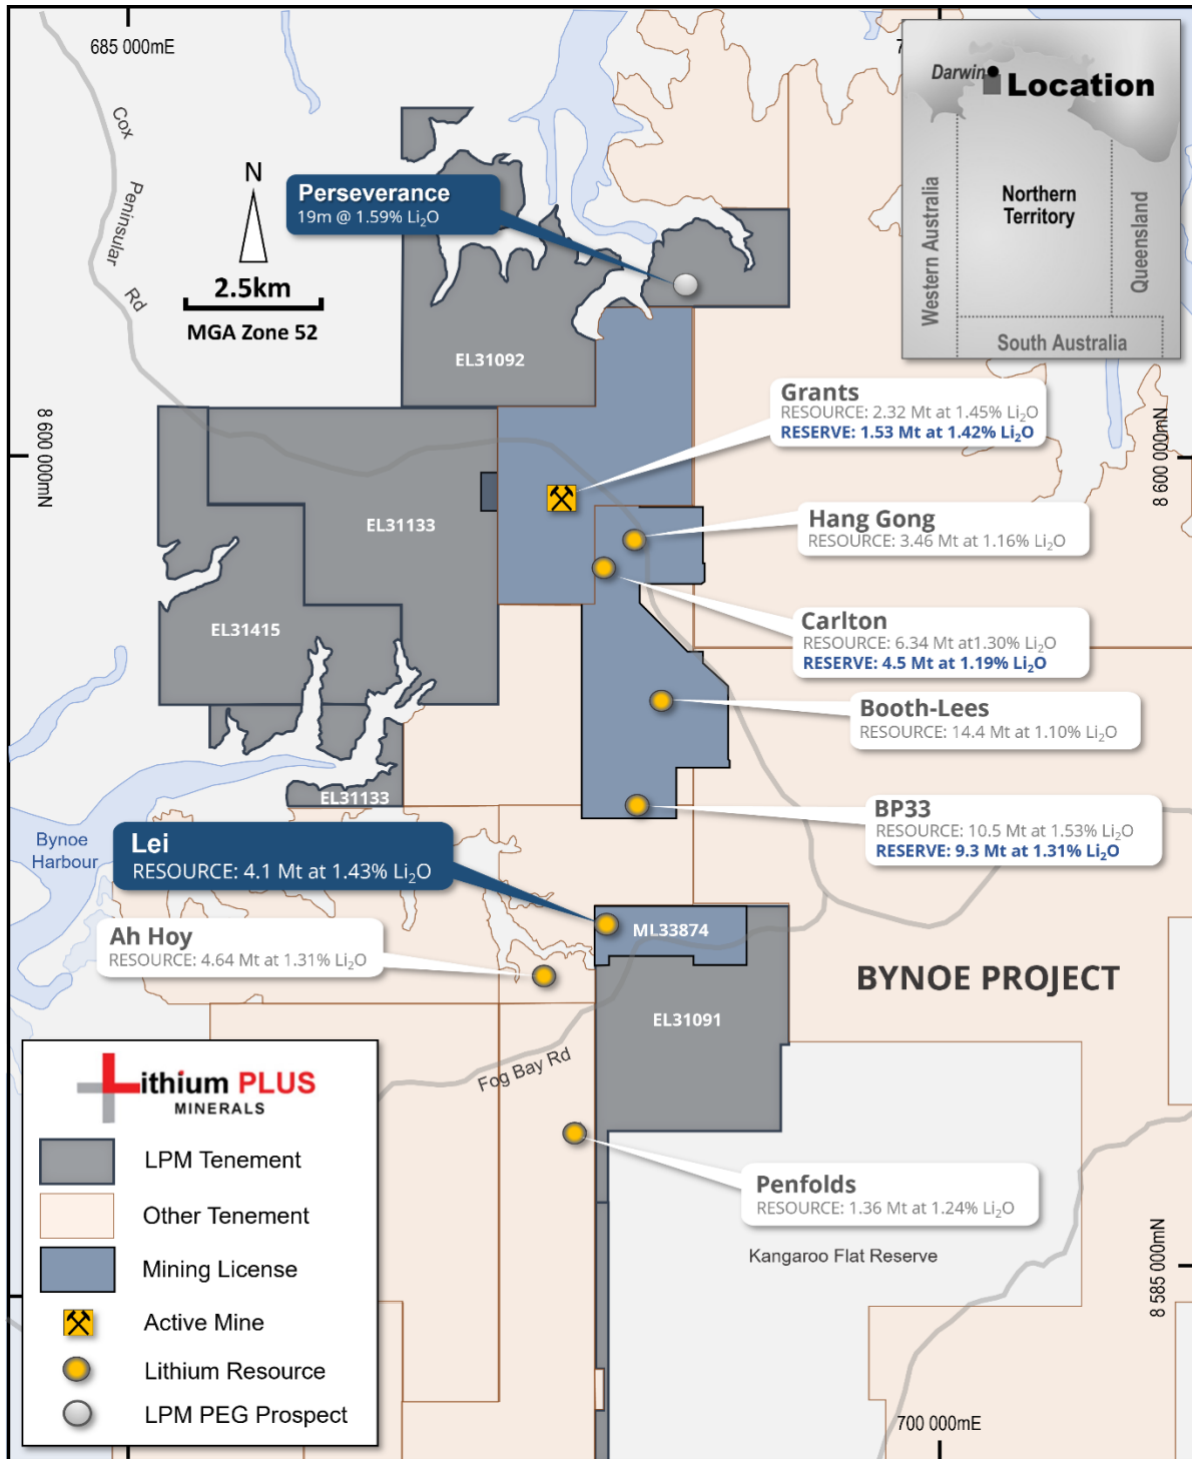 685 000mE
7
Cox Peninsular Rd
N
2.5km
MGA Zone 52
Darwin
Location
Northern
Territory
Western Australia
Queensland
South Australia
Perseverance
19m @ 1.59% Li₂O
EL31092
Grants
RESOURCE: 2.32 Mt at 1.45% Li₂O
RESERVE: 1.53 Mt at 1.42% Li₂O
8 600 000mN
8 600 000mN
EL31133
Hang Gong
RESOURCE: 3.46 Mt at 1.16% Li₂O
EL31415
Carlton
RESOURCE: 6.34 Mt at1.30% Li₂O
RESERVE: 4.5 Mt at 1.19% Li₂O
Booth-Lees
RESOURCE: 14.4 Mt at 1.10% Li₂O
EL31133
BP33
RESOURCE: 10.5 Mt at 1.53% Li₂O
RESERVE: 9.3 Mt at 1.31% Li₂O
Bynoe
Harbour
Lei
RESOURCE: 4.1 Mt at 1.43% Li₂O
ML33874
Ah Hoy
RESOURCE: 4.64 Mt at 1.31% Li₂O
BYNOE PROJECT
EL31091
Fog Bay Rd
Penfolds
RESOURCE: 1.36 Mt at 1.24% Li₂O
Kangaroo Flat Reserve
8 585 000mN
700 000mE
Lithium PLUS
MINERALS
LPM Tenement
Other Tenement
Mining License
Active Mine
Lithium Resource
LPM PEG Prospect